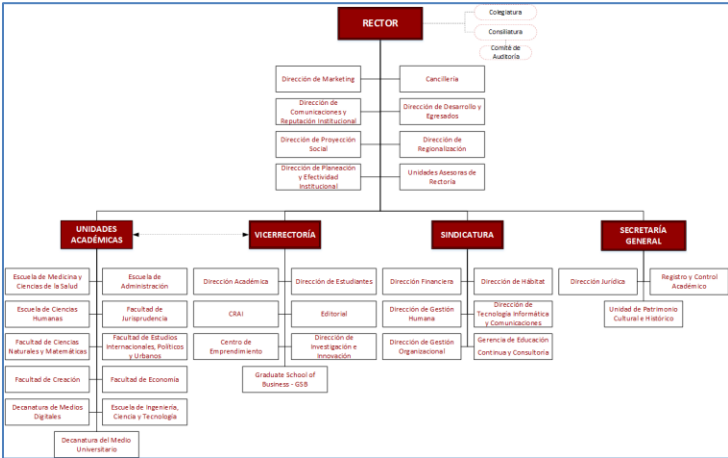 RECTOR
Colegiatura
Consiliatura
Comité de
Auditoría
Dirección de Marketing
Cancillería
Dirección de
Comunicaciones y
Reputación Institucional
Dirección de Desarrollo y
Egresados
Dirección de Proyección
Social
Dirección de
Regionalización
Dirección de Planeación
y Efectividad
Institucional
Unidades Asesoras de
Rectoría
UNIDADES
ACADÉMICAS
VICERRECTORÍA
SINDICATURA
SECRETARÍA
GENERAL
Escuela de Medicina y
Ciencias de la Salud
Escuela de
Administración
Escuela de Ciencias
Humanas
Facultad de
Jurisprudencia
Facultad de Ciencias
Naturales y Matemáticas
Facultad de Estudios
Internacionales, Políticos y
Urbanos
Facultad de Creación
Facultad de Economía
Decanatura de Medios
Digitales
Escuela de Ingeniería,
Ciencia y Tecnología
Decanatura del Medio
Universitario
Dirección Académica
Dirección de Estudiantes
CRAI
Editorial
Centro de
Emprendimiento
Dirección de
Investigación e
Innovación
Graduate School of
Business - GSB
Dirección Financiera
Dirección de Hábitat
Dirección de Gestión
Humana
Dirección de
Tecnología Informática
y Comunicaciones
Dirección de Gestión
Organizacional
Gerencia de Educación
Continua y Consultoría
Dirección Jurídica
Registro y Control
Académico
Unidad de Patrimonio
Cultural e Histórico